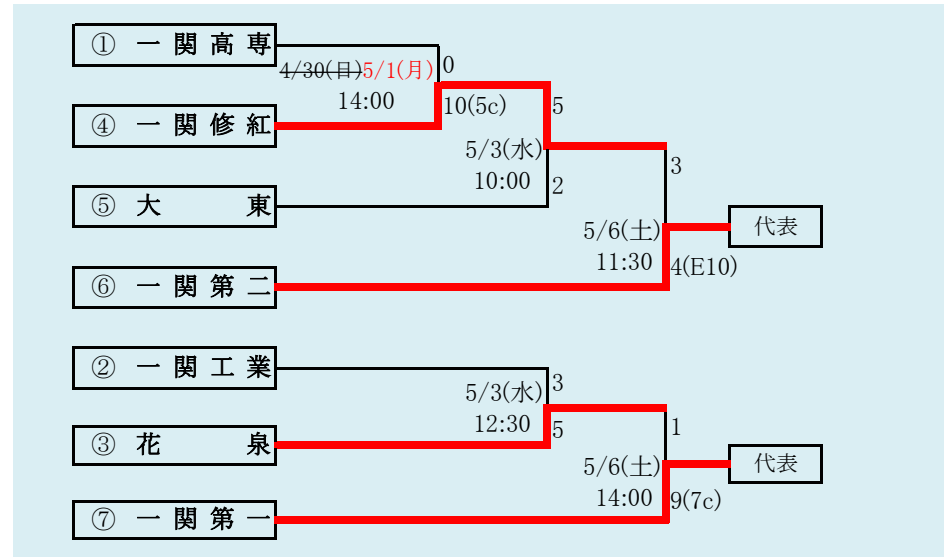 ① 一関高専
4/30(日)5/1(月) 0
14:00 10(5c) 5
④ 一関修紅
5/3(水) 3
10:00 2
⑤ 大東
5/6(土) 代表
11:30 4(E10)
⑥ 一関第二
② 一関工業
5/3(水) 3
12:30 5 1
③ 花泉
5/6(土) 代表
14:00 9(7c)
⑦ 一関第一